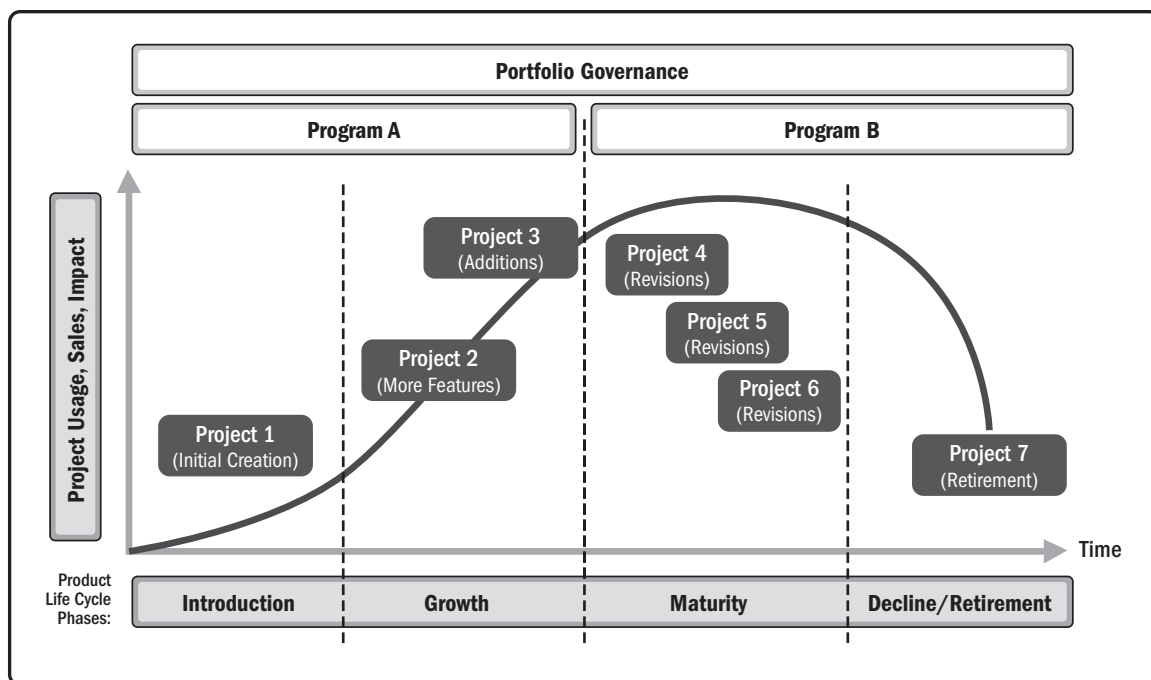 Portfolio Governance
Program A
Program B
Project Usage, Sales, Impact
Project 3
(Additions)
Project 4
(Revisions)
Project 5
(Revisions)
Project 2
(More Features)
Project 6
(Revisions)
Project 1
(Initial Creation)
Project 7
(Retirement)
Time
Product
Life Cycle
Phases:
Introduction
Growth
Maturity
Decline/Retirement